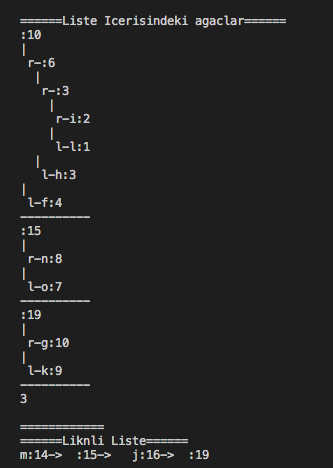 ======Liste Icerisindeki agaclar======
:10
|
 r-:6
  |
   r-:3
    |
     r-i:2
    |
     l-l:1
  |
   l-h:3
|
 l-f:4
----------
:15
|
 r-n:8
|
 l-o:7
----------
:19
|
 r-g:10
|
 l-k:9
----------
3

============
======Liknli Liste======
m:14->  :15->   j:16->  :19